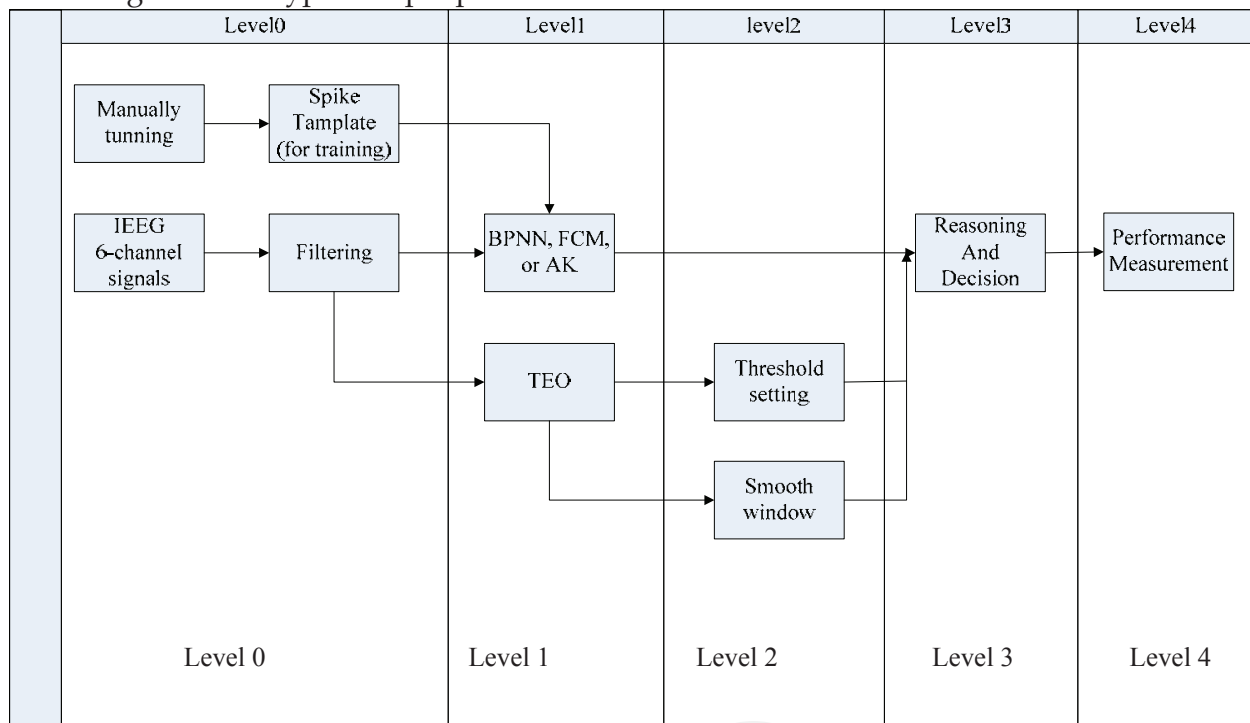 Level0
Level1
level2
Level3
Level4
Manually
tunning
Spike
Tamplate
(for training)
IEEG
6-channel
signals
Filtering
BPNN, FCM,
or AK
Reasoning
And
Decision
Performance
Measurement
TEO
Threshold
setting
Smooth
window
Level 0
Level 1
Level 2
Level 3
Level 4